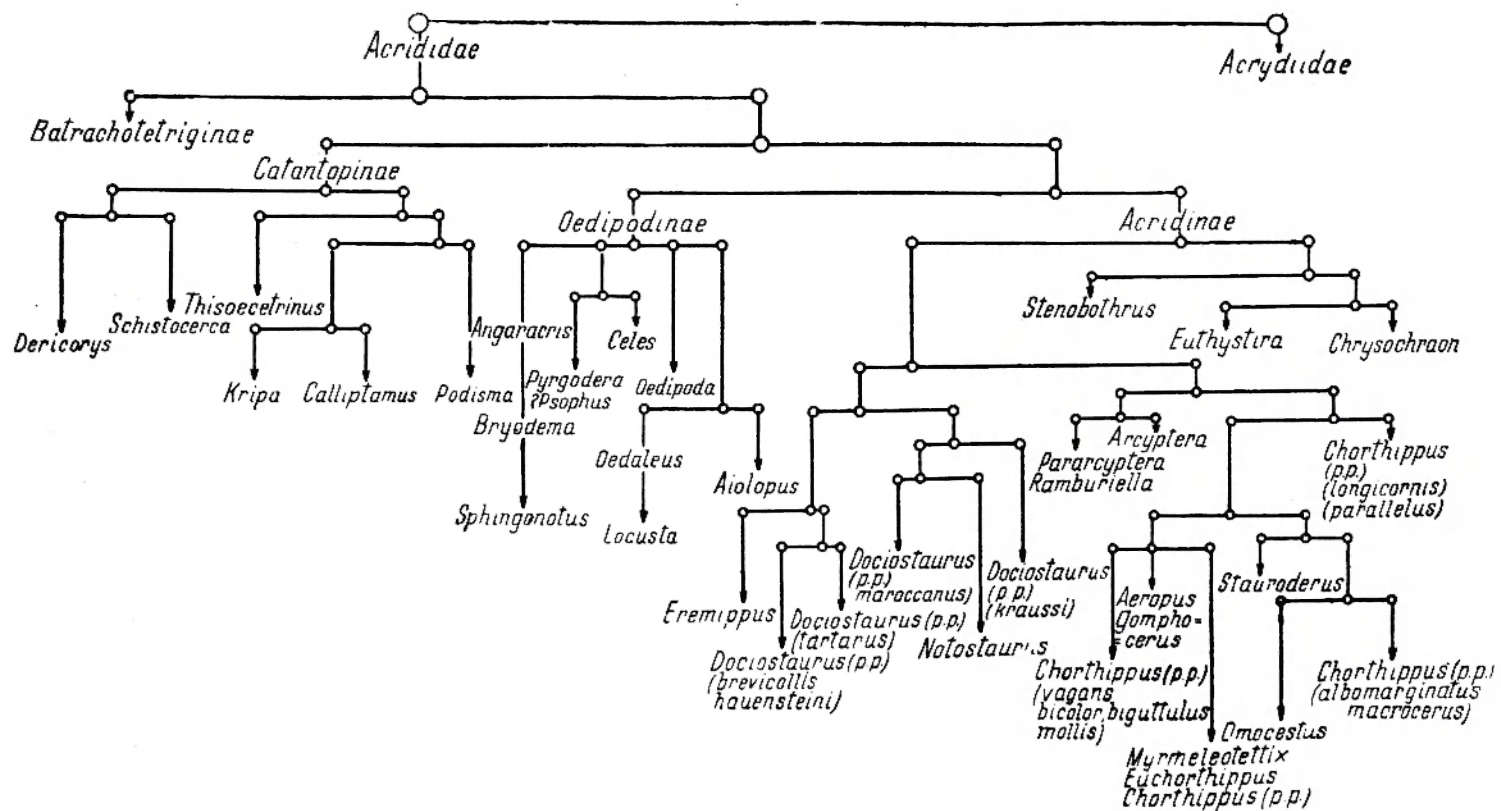 Acrididae
Acrydiidae
Batrachotetriginae
Catantopinae
Oedipodinae
Acridinae
Dericorys
Schistocerca
Thisoecetrinus
Kripa
Calliptamus
Podisma
Angaracris
Bryodema
Sphingonotus
Pyrgodera
?Psophus
Celes
Oedipoda
Oedaleus
Locusta
Aiolopus
Stenobothrus
Euthystira
Chrysochraon
Arcyptera
Pararcyptera
Ramburiella
Chorthippus
(p.p.)
(longicornis)
(parallelus)
Eremippus
Dociostaurus (p.p.)
(brevicollis
hauensteini)
Dociostaurus (p.p.)
(tartarus)
Dociostaurus
(p.p.)
maroccanus)
Notostaurus
Dociostaurus
(p.p.)
(kraussi)
Chorthippus (p.p.)
(vagans,
bicolor, biguttulus
mollis)
Aeropus
Gompho=
=cerus
Myrmeleotettix
Euchorthippus
Chorthippus (p.p.)
Stauroderus
Omocestus
Chorthippus (p.p.)
(albomarginatus
macrocerus)